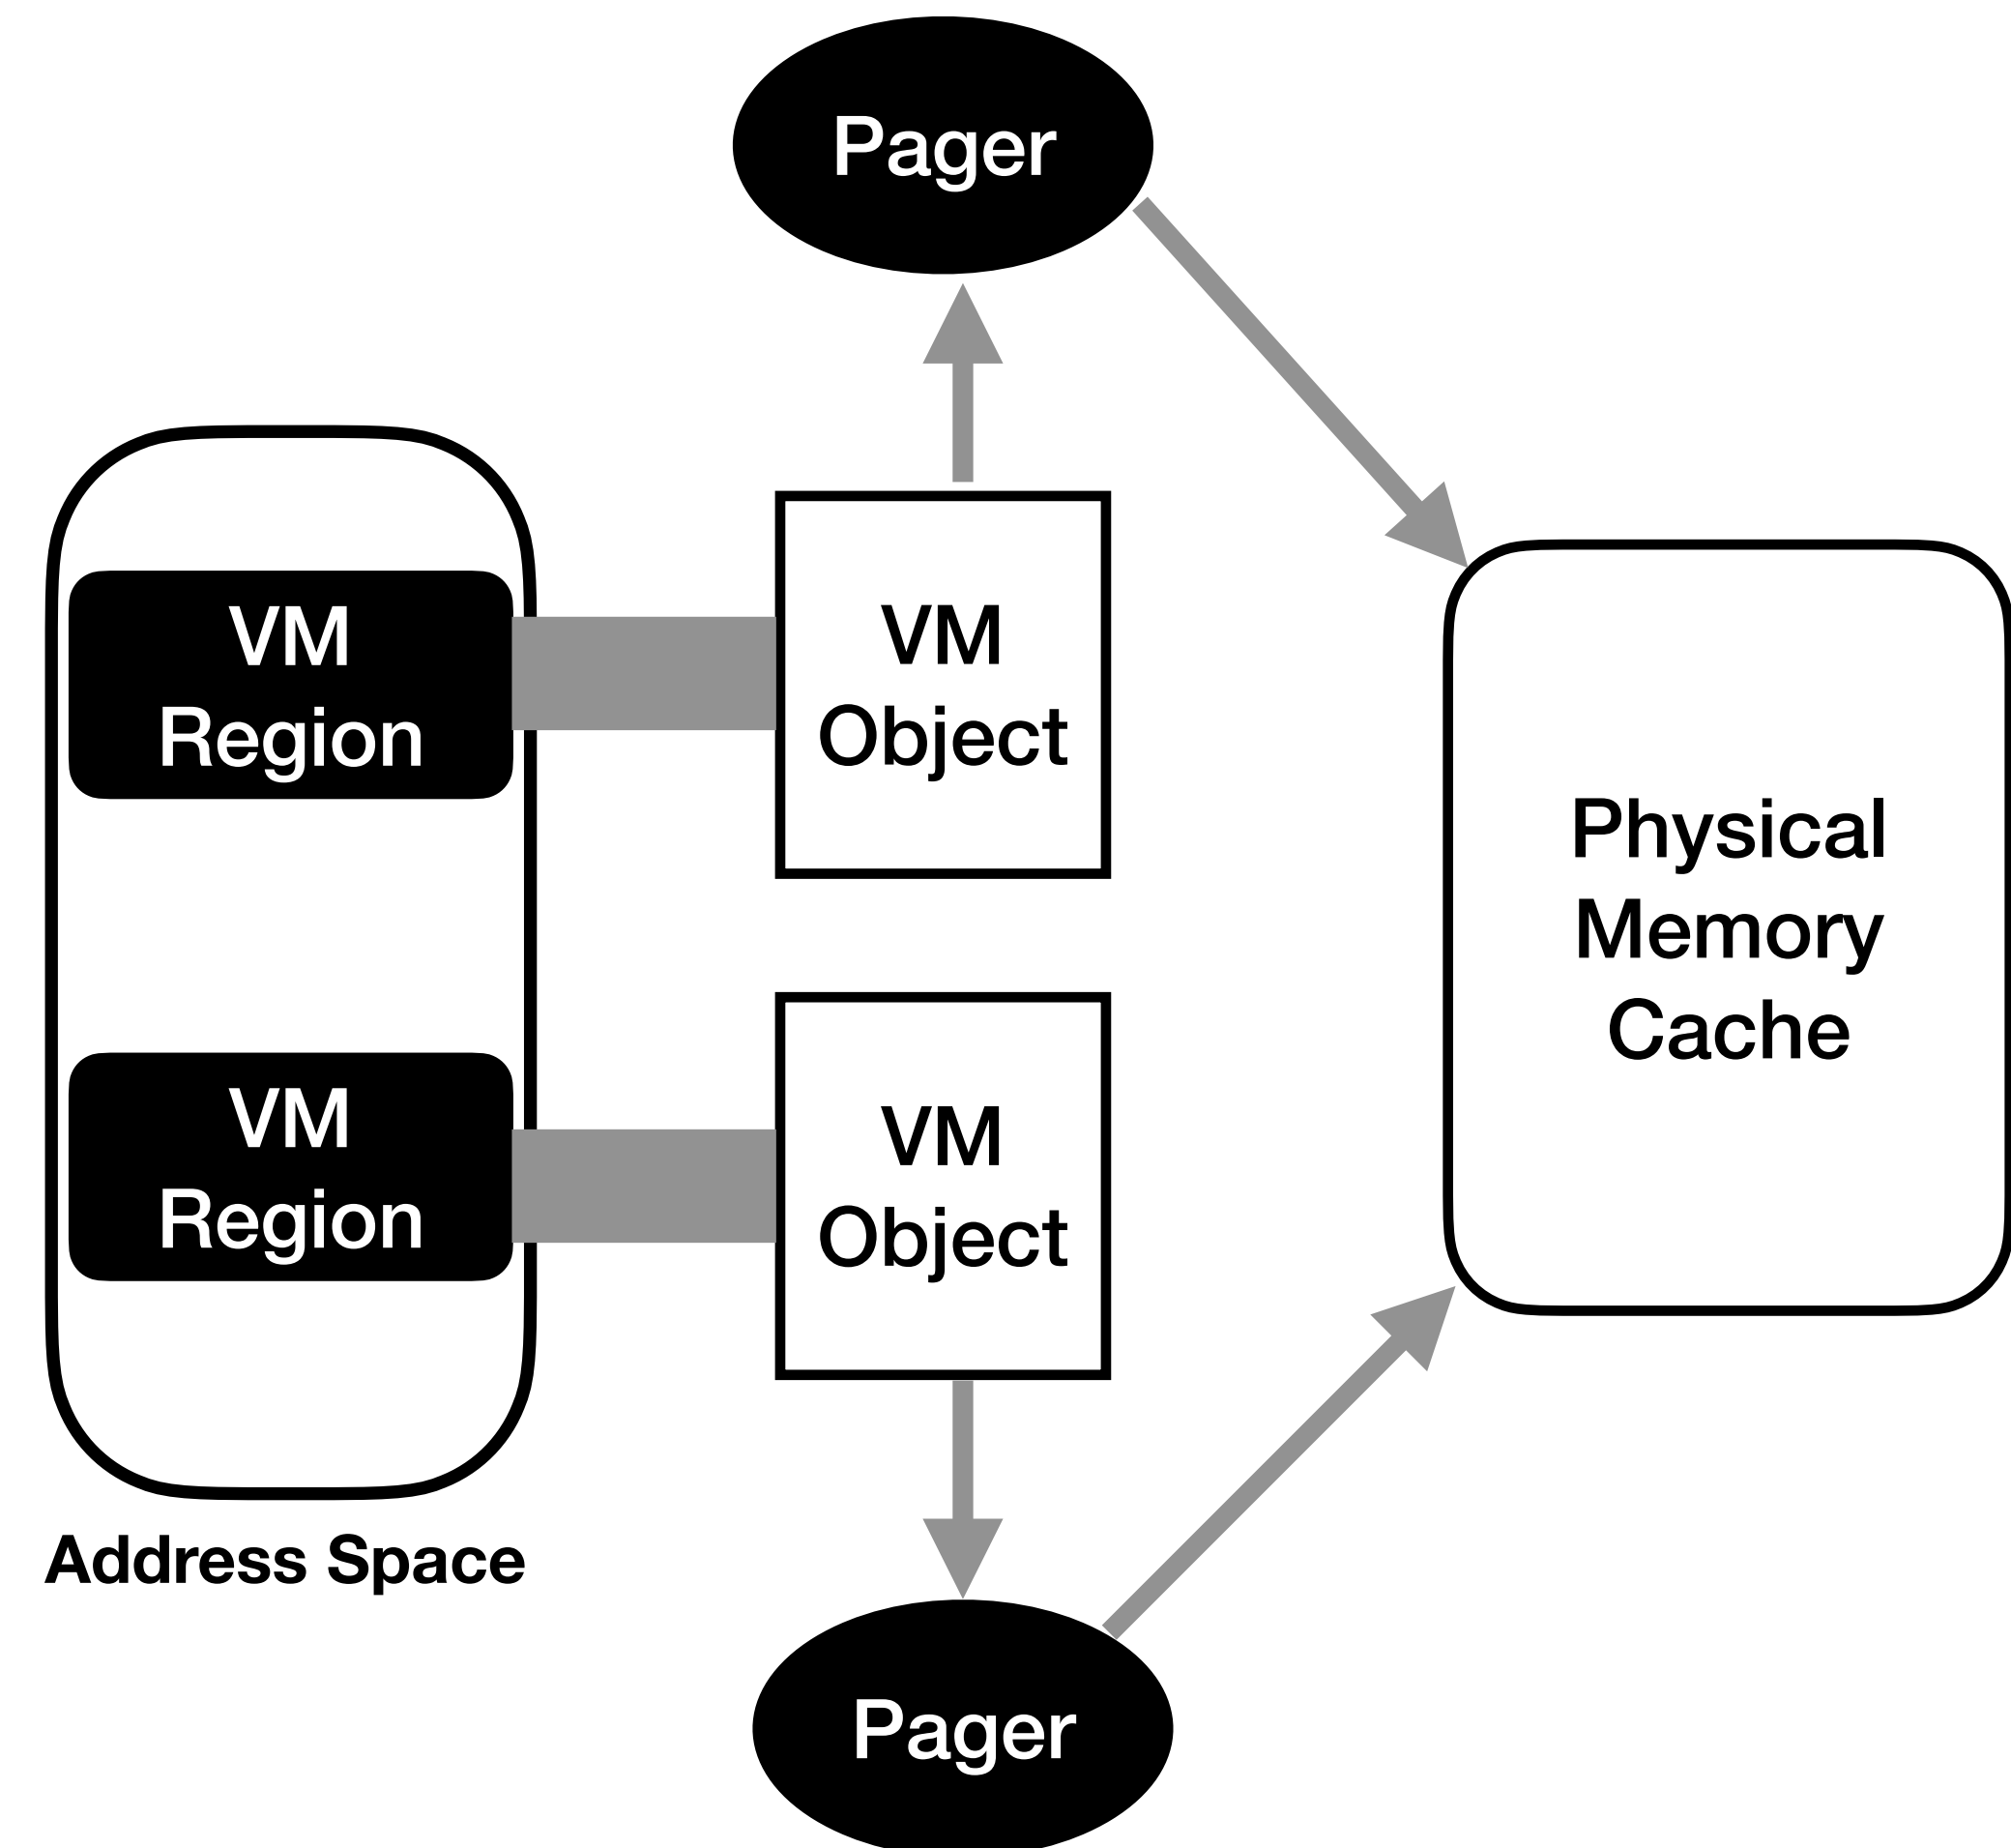 Pager
VM
Region
VM
Object
VM
Region
VM
Object
Physical
Memory
Cache
Address Space
Pager